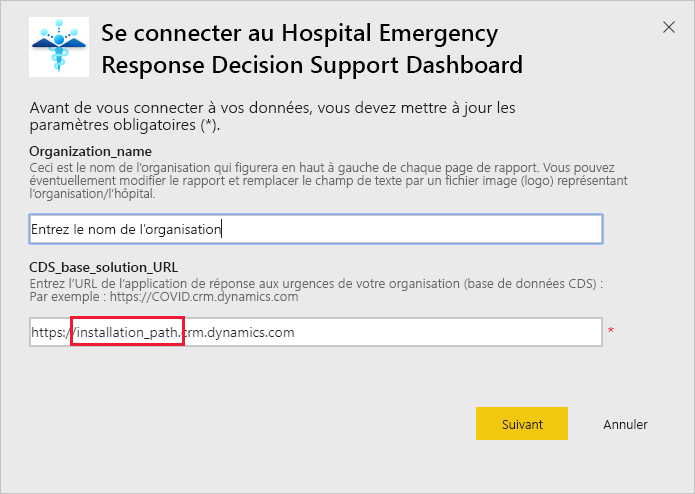 Se connecter au Hospital Emergency
Response Decision Support Dashboard
Avant de vous connecter à vos données, vous devez mettre à jour les
paramètres obligatoires (*).
Organization_name
Ceci est le nom de l'organisation qui figurera en haut à gauche de chaque page de rapport. Vous pouvez
éventuellement modifier le rapport et remplacer le champ de texte par un fichier image (logo) représentant
l'organisation/l'hôpital.
Entrez le nom de l'organisation
CDS_base_solution_URL
Entrez l'URL de l'application de réponse aux urgences de votre organisation (base de données CDS) :
Par exemple : https://COVID.crm.dynamics.com
https://installation_path.crm.dynamics.com *
Suivant Annuler